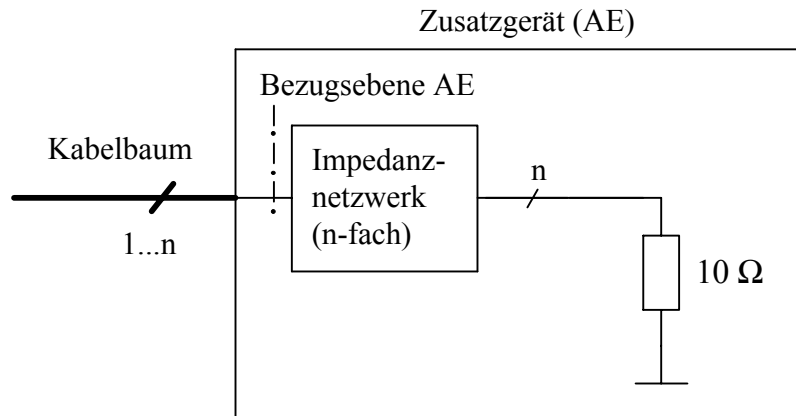 Zusatzgerät (AE)
Bezugsebene AE
Kabelbaum
Impedanz-
netzwerk
(n-fach)
n
1...n
10 Ω